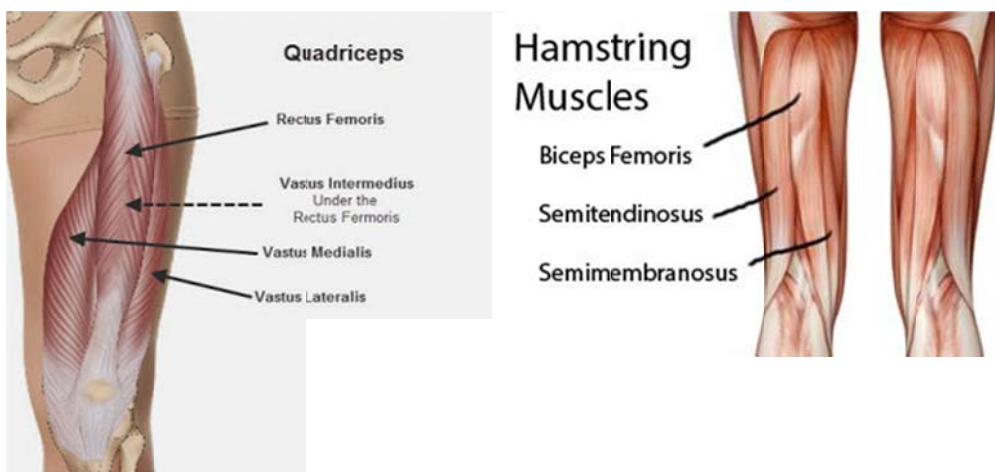 Quadriceps
Rectus Femoris
Vastus Intermedius
Under the
Rectus Fermoris
Vastus Medialis
Vastus Lateralis
Hamstring
Muscles
Biceps Femoris
Semitendinosus
Semimembranosus